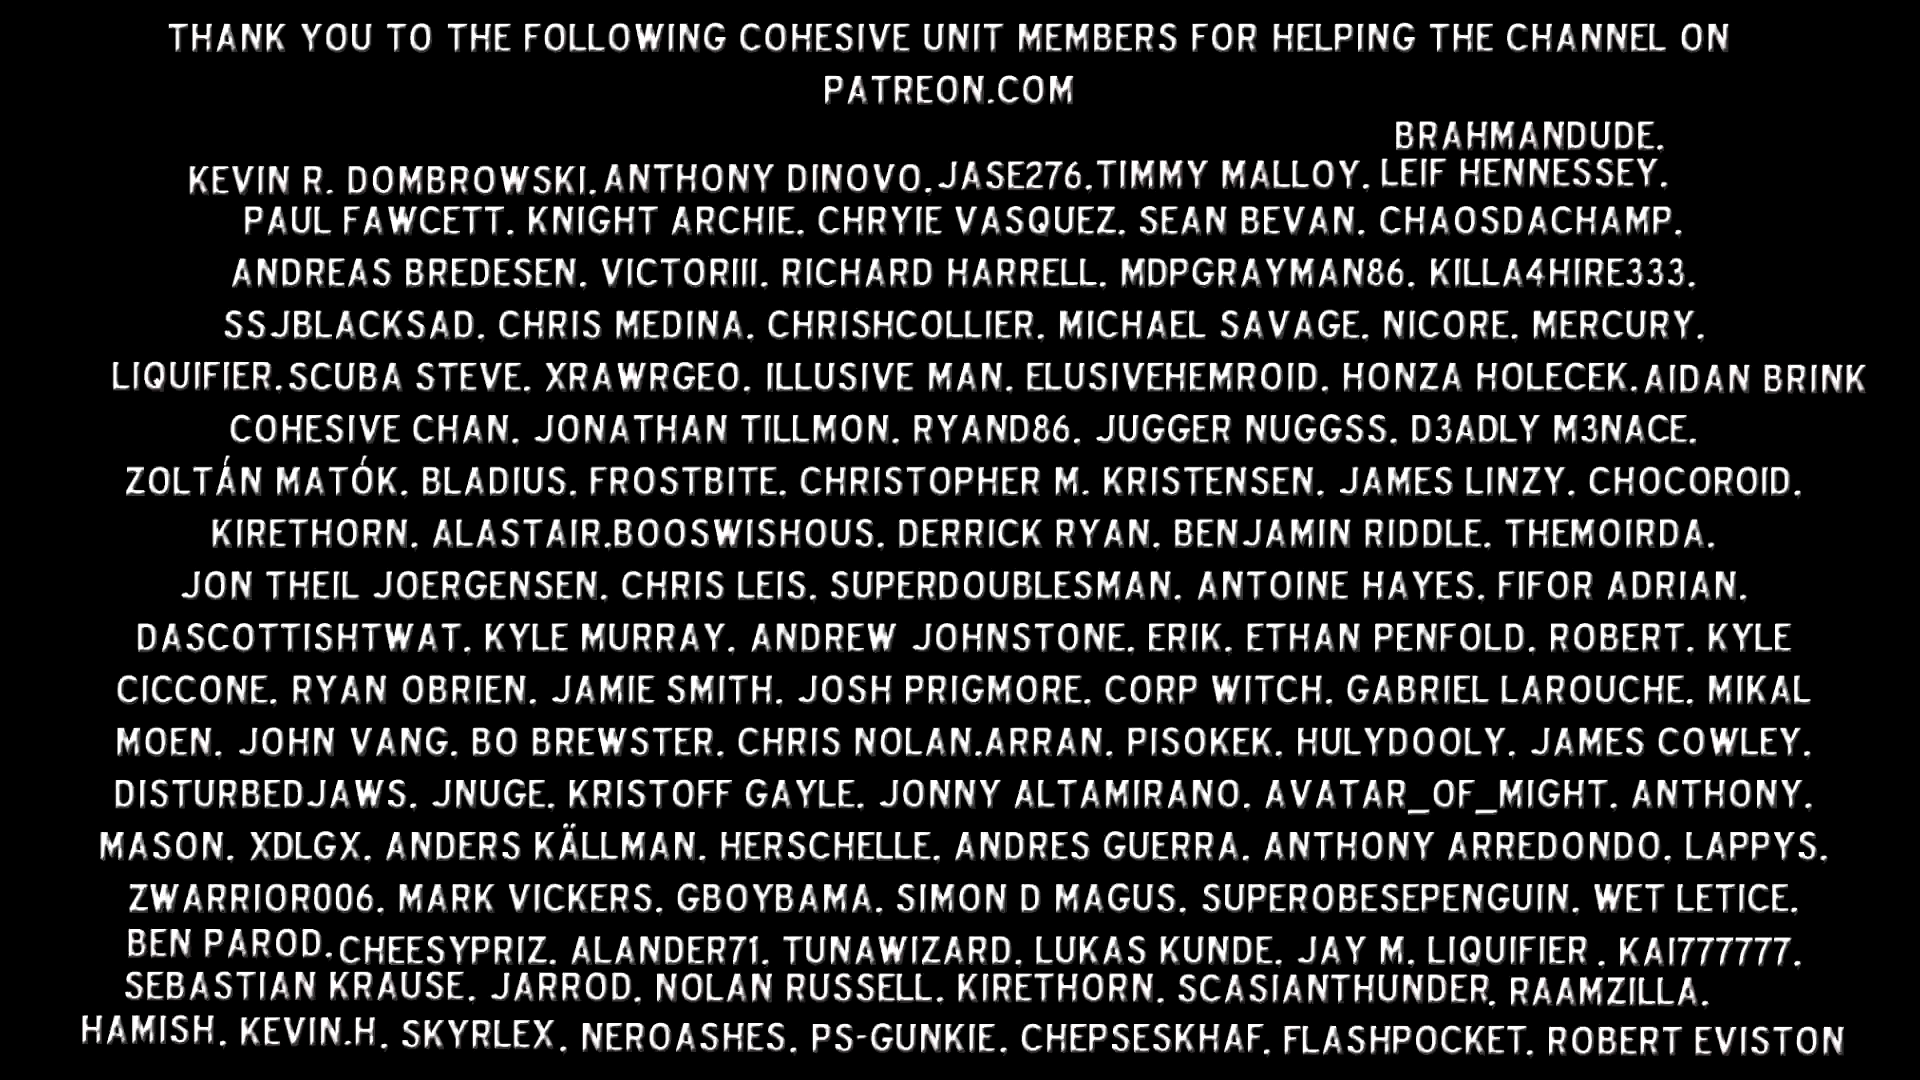 THANK YOU TO THE FOLLOWING COHESIVE UNIT MEMBERS FOR HELPING THE CHANNEL ON
PATREON.COM
BRAHMANDUDE.
KEVIN R. DOMBROWSKI. ANTHONY DINOVO. JASE276. TIMMY MALLOY. LEIF HENNESSEY.
PAUL FAWCETT. KNIGHT ARCHIE. CHRYIE VASQUEZ. SEAN BEVAN. CHAOSDACHAMP.
ANDREAS BREDESEN. VICTORIII. RICHARD HARRELL. MDPGRAYMAN86. KILLA4HIRE333.
SSJBLACKSAD. CHRIS MEDINA. CHRISHCOLLIER. MICHAEL SAVAGE. NICORE. MERCURY.
LIQUIFIER. SCUBA STEVE. XRAWRGEO. ILLUSIVE MAN. ELUSIVEHEMROID. HONZA HOLECEK. AIDAN BRINK
COHESIVE CHAN. JONATHAN TILLMON. RYAND86. JUGGER NUGGSS. D3ADLY M3NACE.
ZOLTÁN MATÓK. BLADIUS. FROSTBITE. CHRISTOPHER M. KRISTENSEN. JAMES LINZY. CHOCOROID.
KIRETHORN. ALASTAIR.BOOSWISHOUS. DERRICK RYAN. BENJAMIN RIDDLE. THEMOIRDA.
JON THEIL JOERGENSEN. CHRIS LEIS. SUPERDOUBLESMAN. ANTOINE HAYES. FIFOR ADRIAN.
DASCOTTISHTWAT. KYLE MURRAY. ANDREW JOHNSTONE. ERIK. ETHAN PENFOLD. ROBERT. KYLE
CICCONE. RYAN OBRIEN. JAMIE SMITH. JOSH PRIGMORE. CORP WITCH. GABRIEL LAROUCHE. MIKAL
MOEN. JOHN VANG. BO BREWSTER. CHRIS NOLAN.ARRAN. PISOKEK. HULYDOOLY. JAMES COWLEY.
DISTURBEDJAWS. JNUGE. KRISTOFF GAYLE. JONNY ALTAMIRANO. AVATAR_OF_MIGHT. ANTHONY.
MASON. XDLGX. ANDERS KÄLLMAN. HERSCHELLE. ANDRES GUERRA. ANTHONY ARREDONDO. LAPPYS.
ZWARRIOR006. MARK VICKERS. GBOYBAMA. SIMON D MAGUS. SUPEROBESEPENGUIN. WET LETICE.
BEN PAROD. CHEESYPRIZ. ALANDER71. TUNAWIZARD. LUKAS KUNDE. JAY M. LIQUIFIER . KAI777777.
SEBASTIAN KRAUSE. JARROD. NOLAN RUSSELL. KIRETHORN. SCASIANTHUNDER. RAAMZILLA.
HAMISH. KEVIN.H. SKYRLEX. NEROASHES. PS-GUNKIE. CHEPSESKHAF. FLASHPOCKET. ROBERT EVISTON